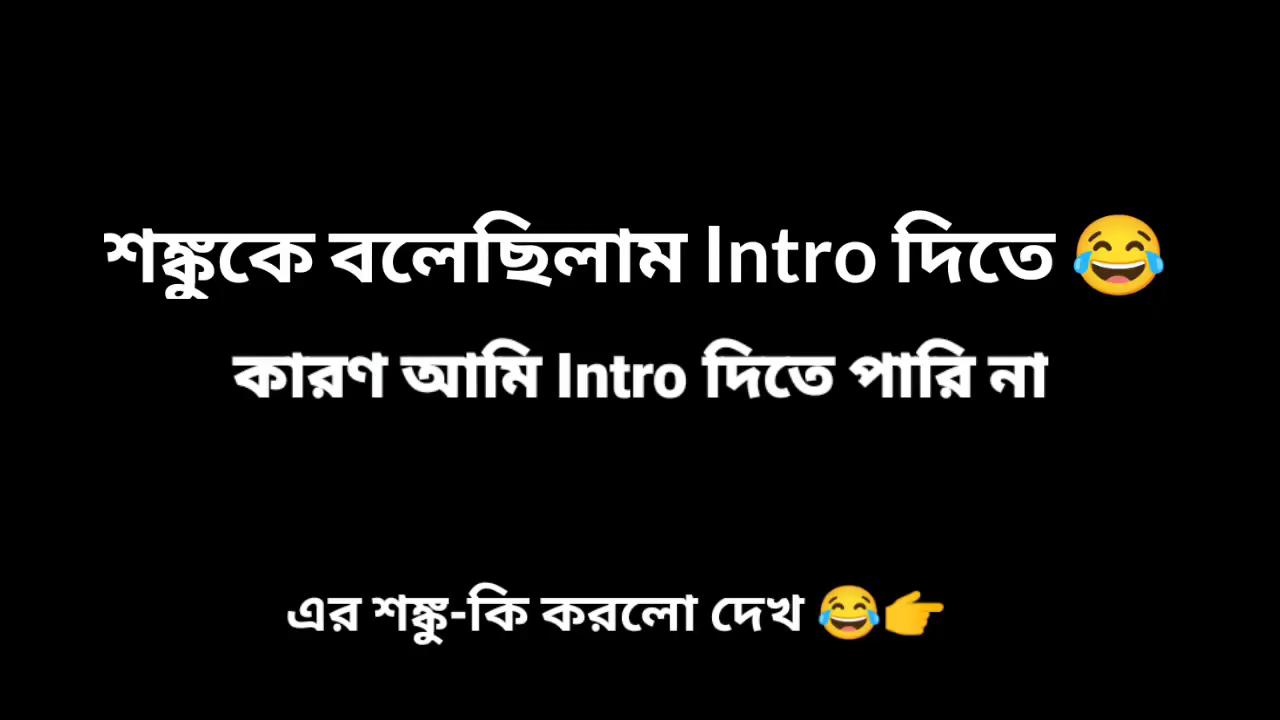 শঙ্কুকে বলেছিলাম Intro দিতে 😂
কারণ আমি Intro দিতে পারি না
এর শঙ্কু-কি করলো দেখ 😂👉